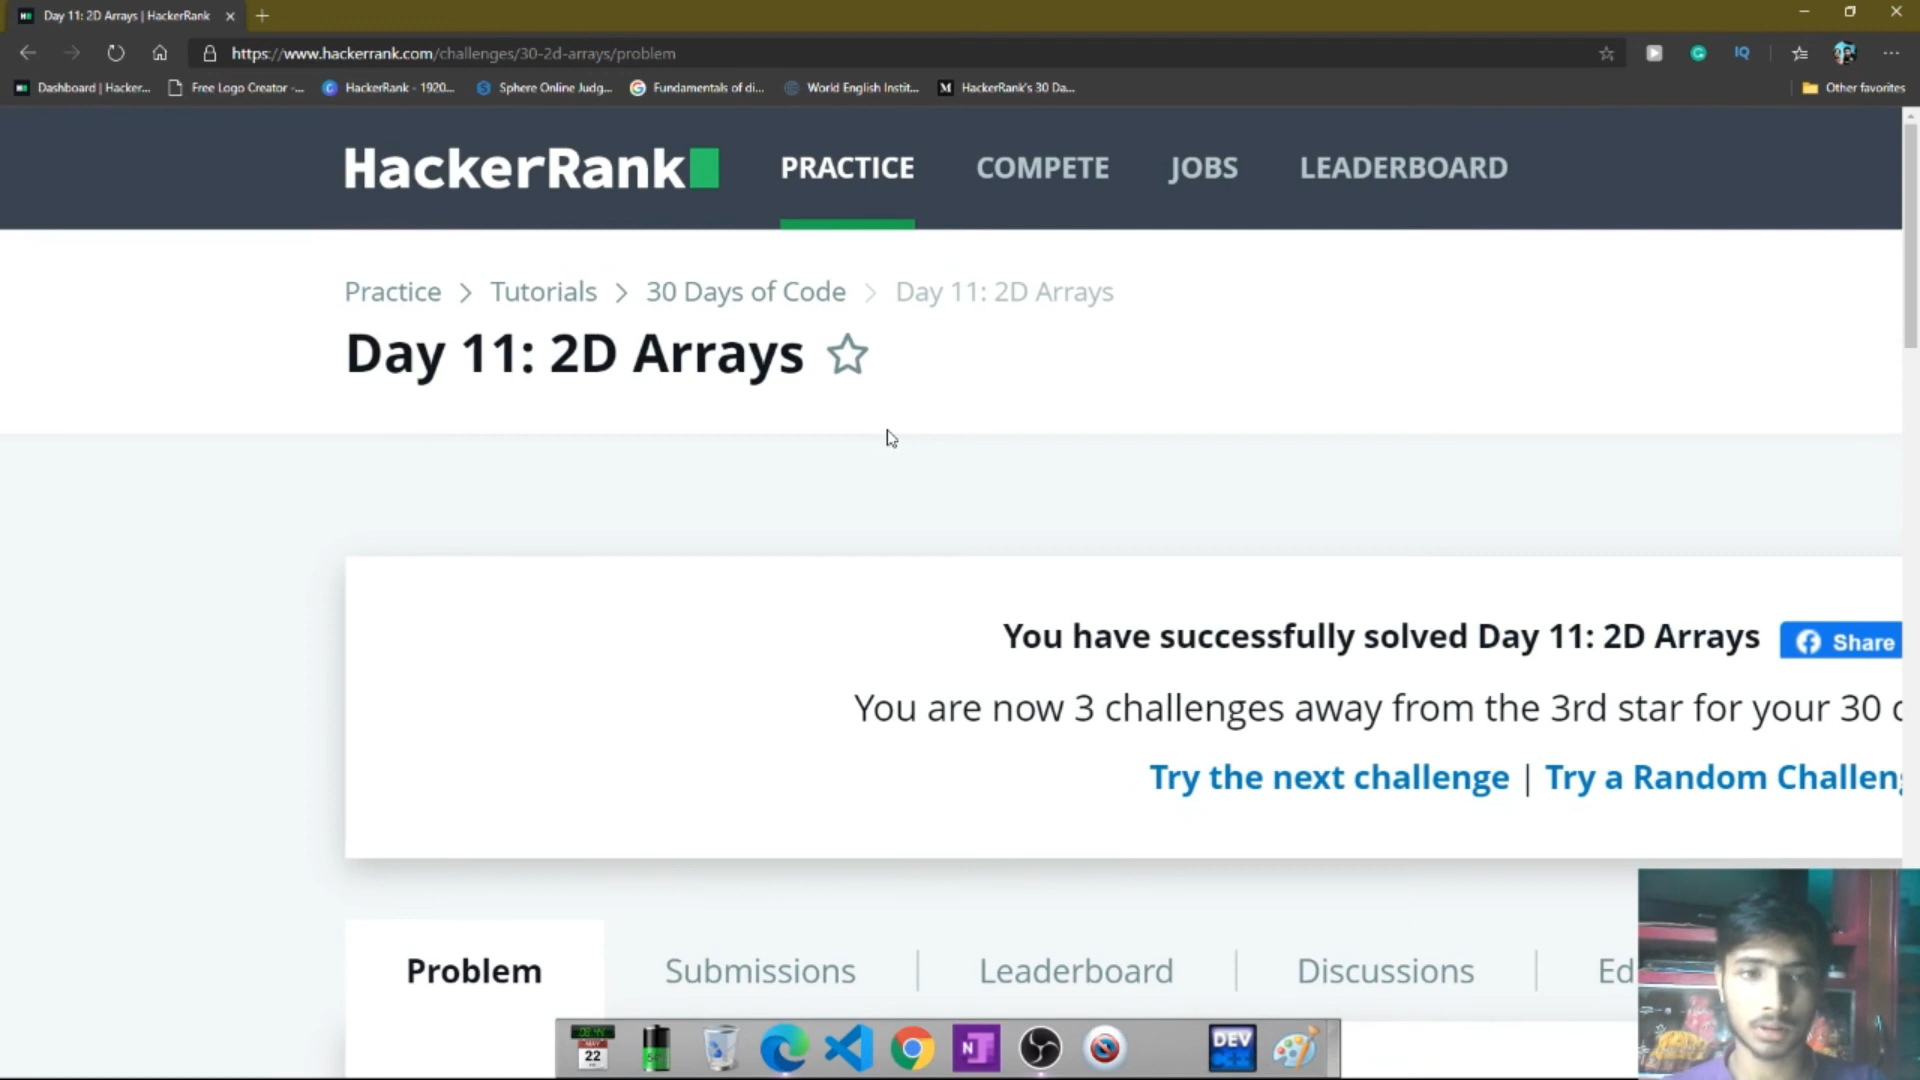 Day 11: 2D Arrays | HackerRank
https://www.hackerrank.com/challenges/30-2d-arrays/problem
IQ
Dashboard | Hacker... Free Logo Creator -... HackerRank - 1920... Sphere Online Judg... Fundamentals of di... World English Instit... M HackerRank's 30 Da... Other favorites
HackerRank PRACTICE COMPETE JOBS LEADERBOARD
Practice > Tutorials > 30 Days of Code > Day 11: 2D Arrays
Day 11: 2D Arrays
You have successfully solved Day 11: 2D Arrays Share
You are now 3 challenges away from the 3rd star for your 30
Try the next challenge | Try a Random Challeng
Problem Submissions Leaderboard Discussions Ed
MAY
22
N
DEV